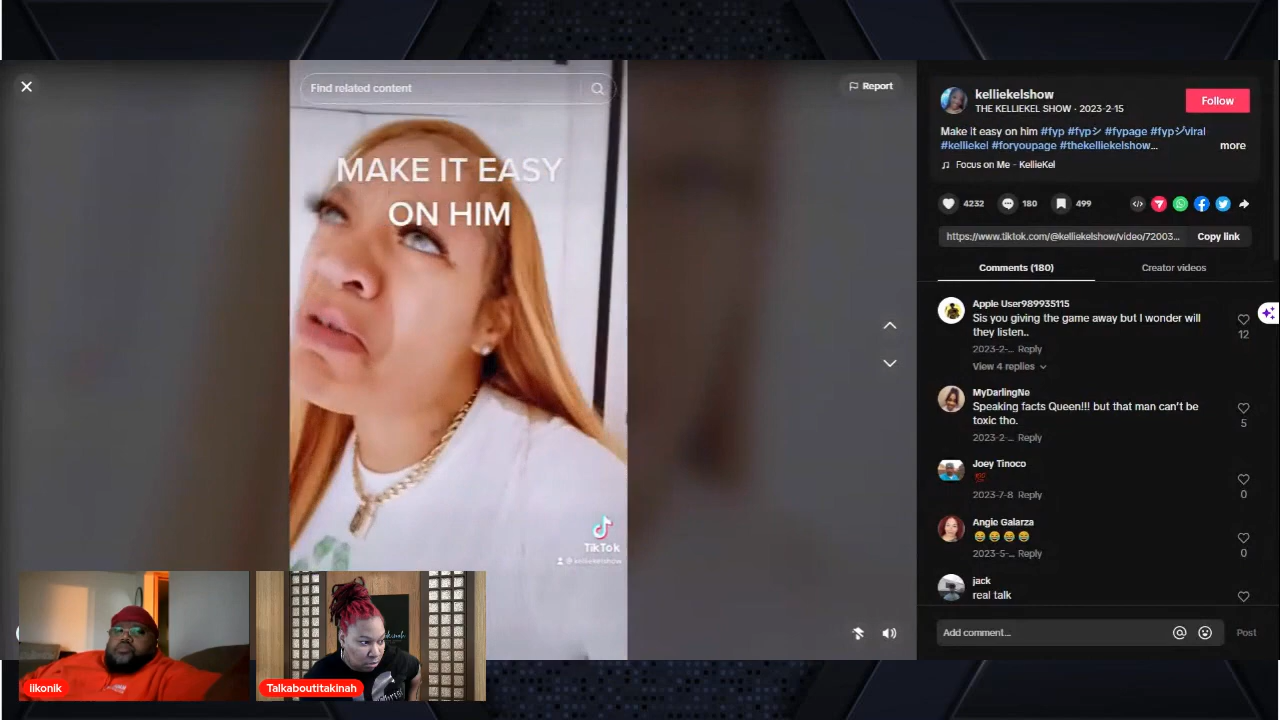 Find related content
Report
MAKE IT EASY
ON HIM
TikTok
@kelliekelshow
kelliekelshow
THE KELLIEKEL SHOW · 2023-2-15
Follow
Make it easy on him #fyp #fypシ #fypage #fypシviral
#kelliekel #foryoupage #thekelliekelshow...
more
Focus on Me - KellieKel
4232
180
499
https://www.tiktok.com/@kelliekelshow/video/72003...
Copy link
Comments (180)
Creator videos
Apple User989935115
Sis you giving the game away but I wonder will
they listen..
12
2023-2-... Reply
View 4 replies
MyDarlingNe
Speaking facts Queen!!! but that man can't be
toxic tho.
5
2023-2-... Reply
Joey Tinoco
💯
2023-7-8 Reply
0
Angie Galarza
😂😂😂😂
2023-5-... Reply
0
jack
real talk
Add comment...
Post
iikonik
Talkaboutitakinah